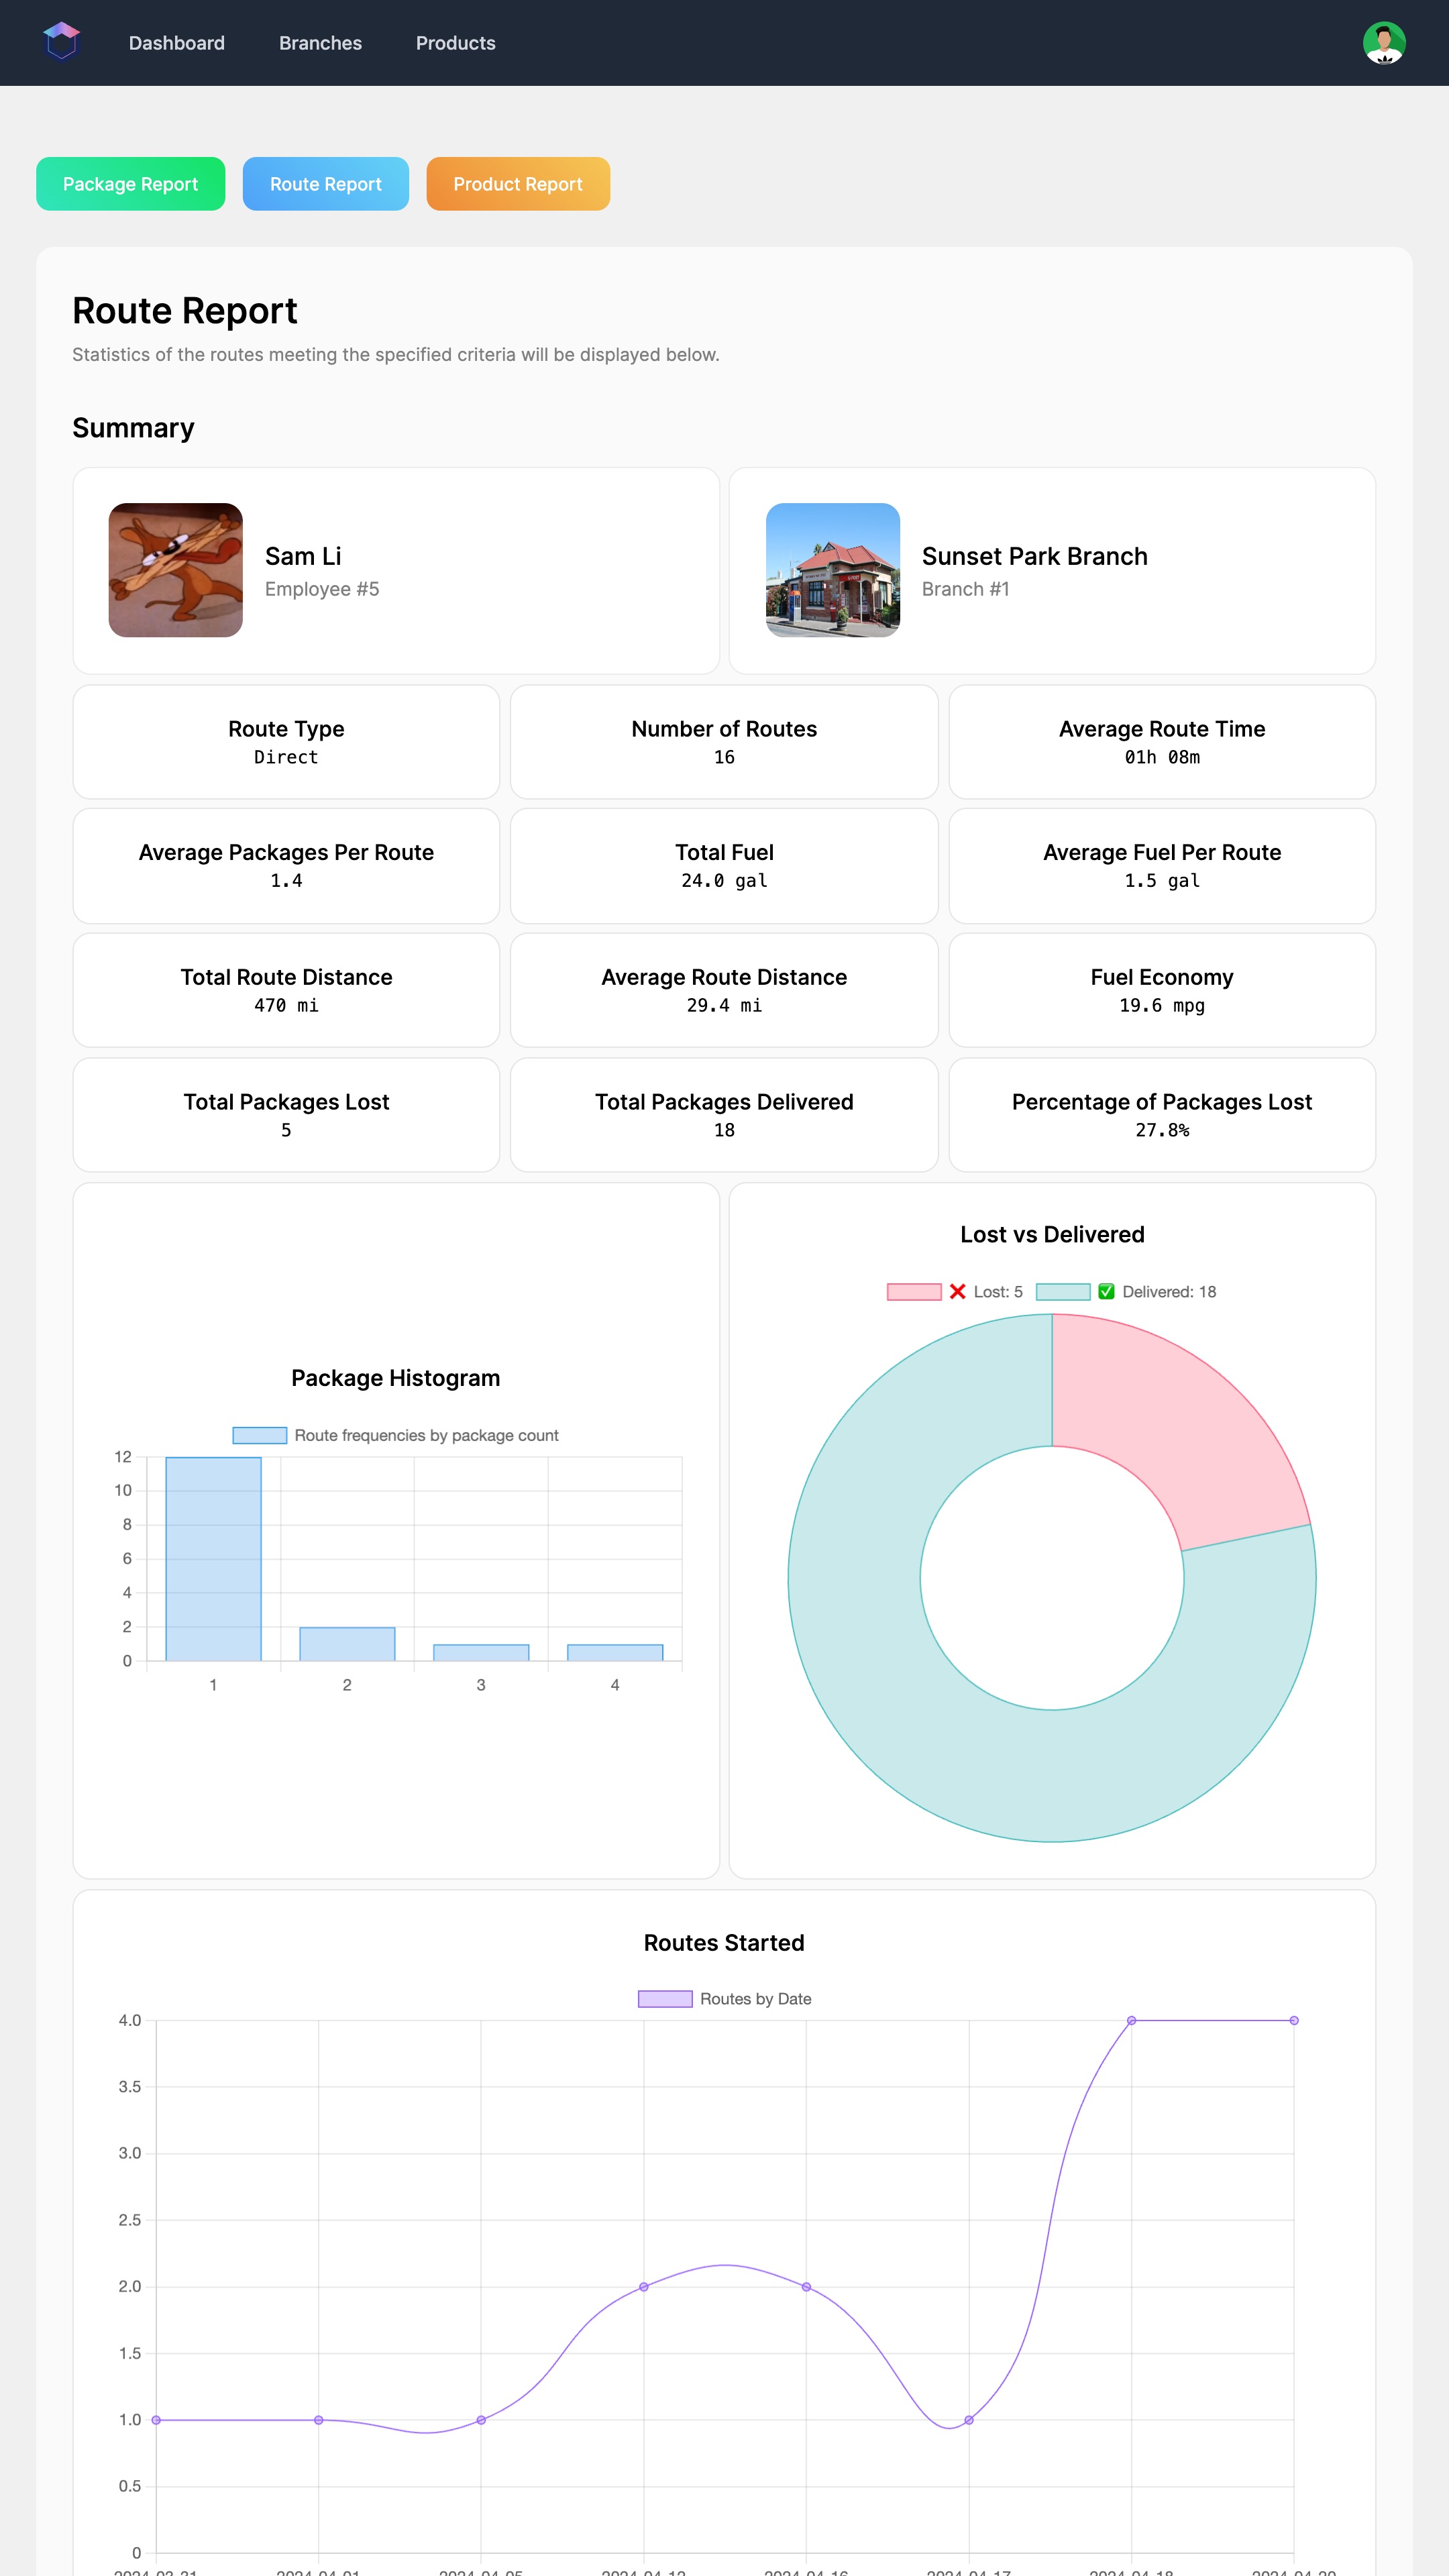 Dashboard Branches Products
Package Report Route Report Product Report
Route Report
Statistics of the routes meeting the specified criteria will be displayed below.
Summary
Sam Li
Employee #5
Sunset Park Branch
Branch #1
Route Type
Direct
Number of Routes
16
Average Route Time
01h 08m
Average Packages Per Route
1.4
Total Fuel
24.0 gal
Average Fuel Per Route
1.5 gal
Total Route Distance
470 mi
Average Route Distance
29.4 mi
Fuel Economy
19.6 mpg
Total Packages Lost
5
Total Packages Delivered
18
Percentage of Packages Lost
27.8%
Package Histogram
Route frequencies by package count
12
10
8
6
4
2
0
1 2 3 4
Lost vs Delivered
❌ Lost: 5 ✅ Delivered: 18
Routes Started
Routes by Date
4.0
3.5
3.0
2.5
2.0
1.5
1.0
0.5
0